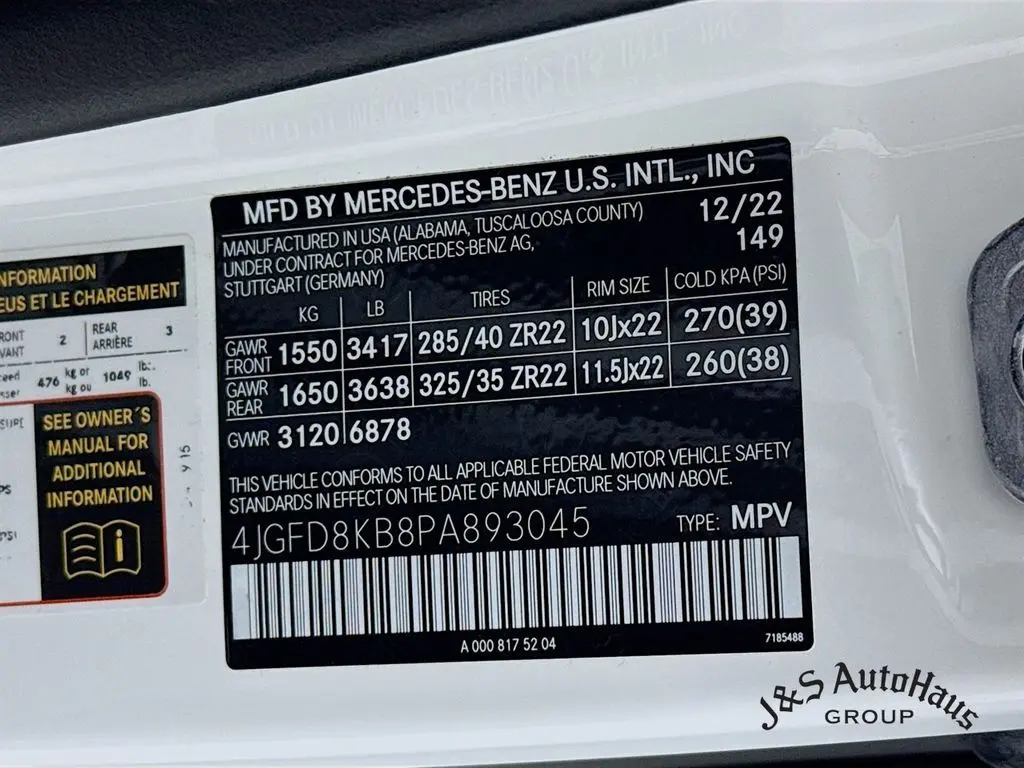 MFD BY MERCEDES-BENZ U.S. INTL., INC
MANUFACTURED IN USA (ALABAMA, TUSCALOOSA COUNTY) 12/22
UNDER CONTRACT FOR MERCEDES-BENZ AG, 149
STUTTGART (GERMANY)
KG LB TIRES RIM SIZE COLD KPA (PSI)
GAWR FRONT 1550 3417 285/40 ZR22 10Jx22 270(39)
GAWR REAR 1650 3638 325/35 ZR22 11.5Jx22 260(38)
GVWR 3120 6878
THIS VEHICLE CONFORMS TO ALL APPLICABLE FEDERAL MOTOR VEHICLE SAFETY
STANDARDS IN EFFECT ON THE DATE OF MANUFACTURE SHOWN ABOVE.
4JGFD8KB8PA893045 TYPE: MPV
A 000 817 52 04 7185488
EUS ET LE CHARGEMENT
2 REAR 3
ARRIÈRE
476 kg or 1049 lb.
kg ou lb.
SEE OWNER´S
MANUAL FOR
ADDITIONAL
INFORMATION
J&S AutoHaus
GROUP